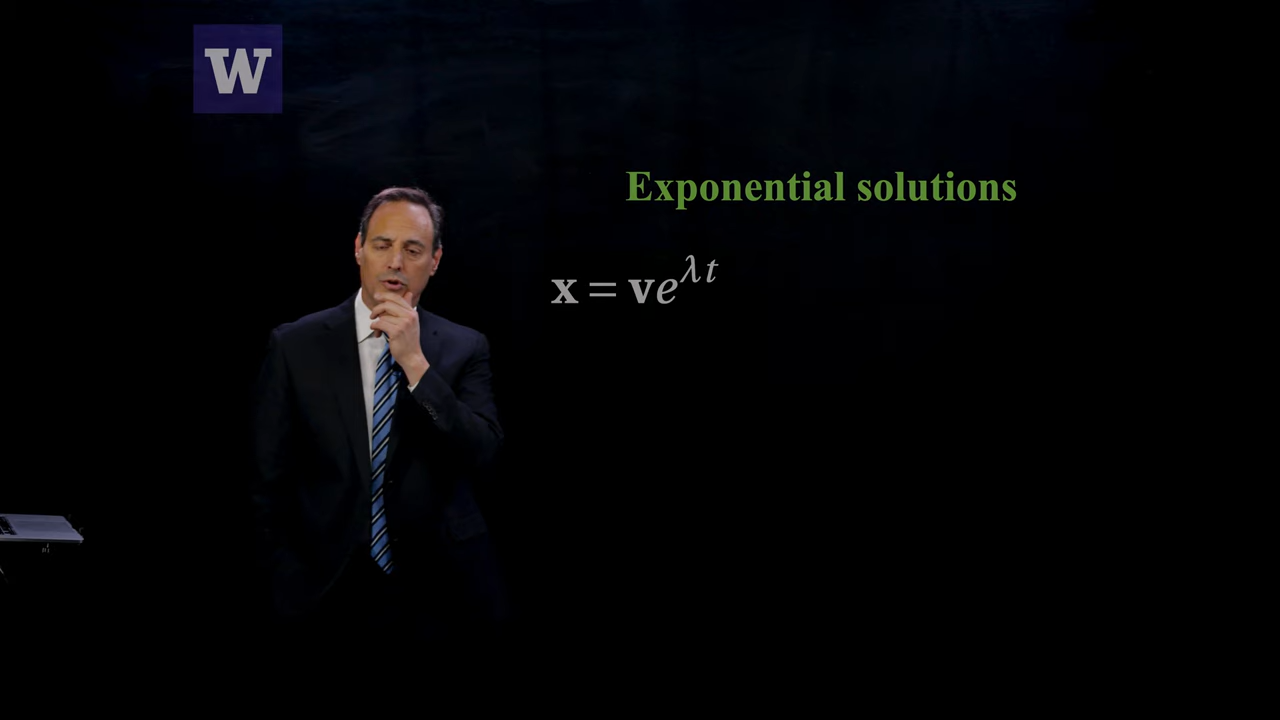 W
Exponential solutions
x = ve^{λt}